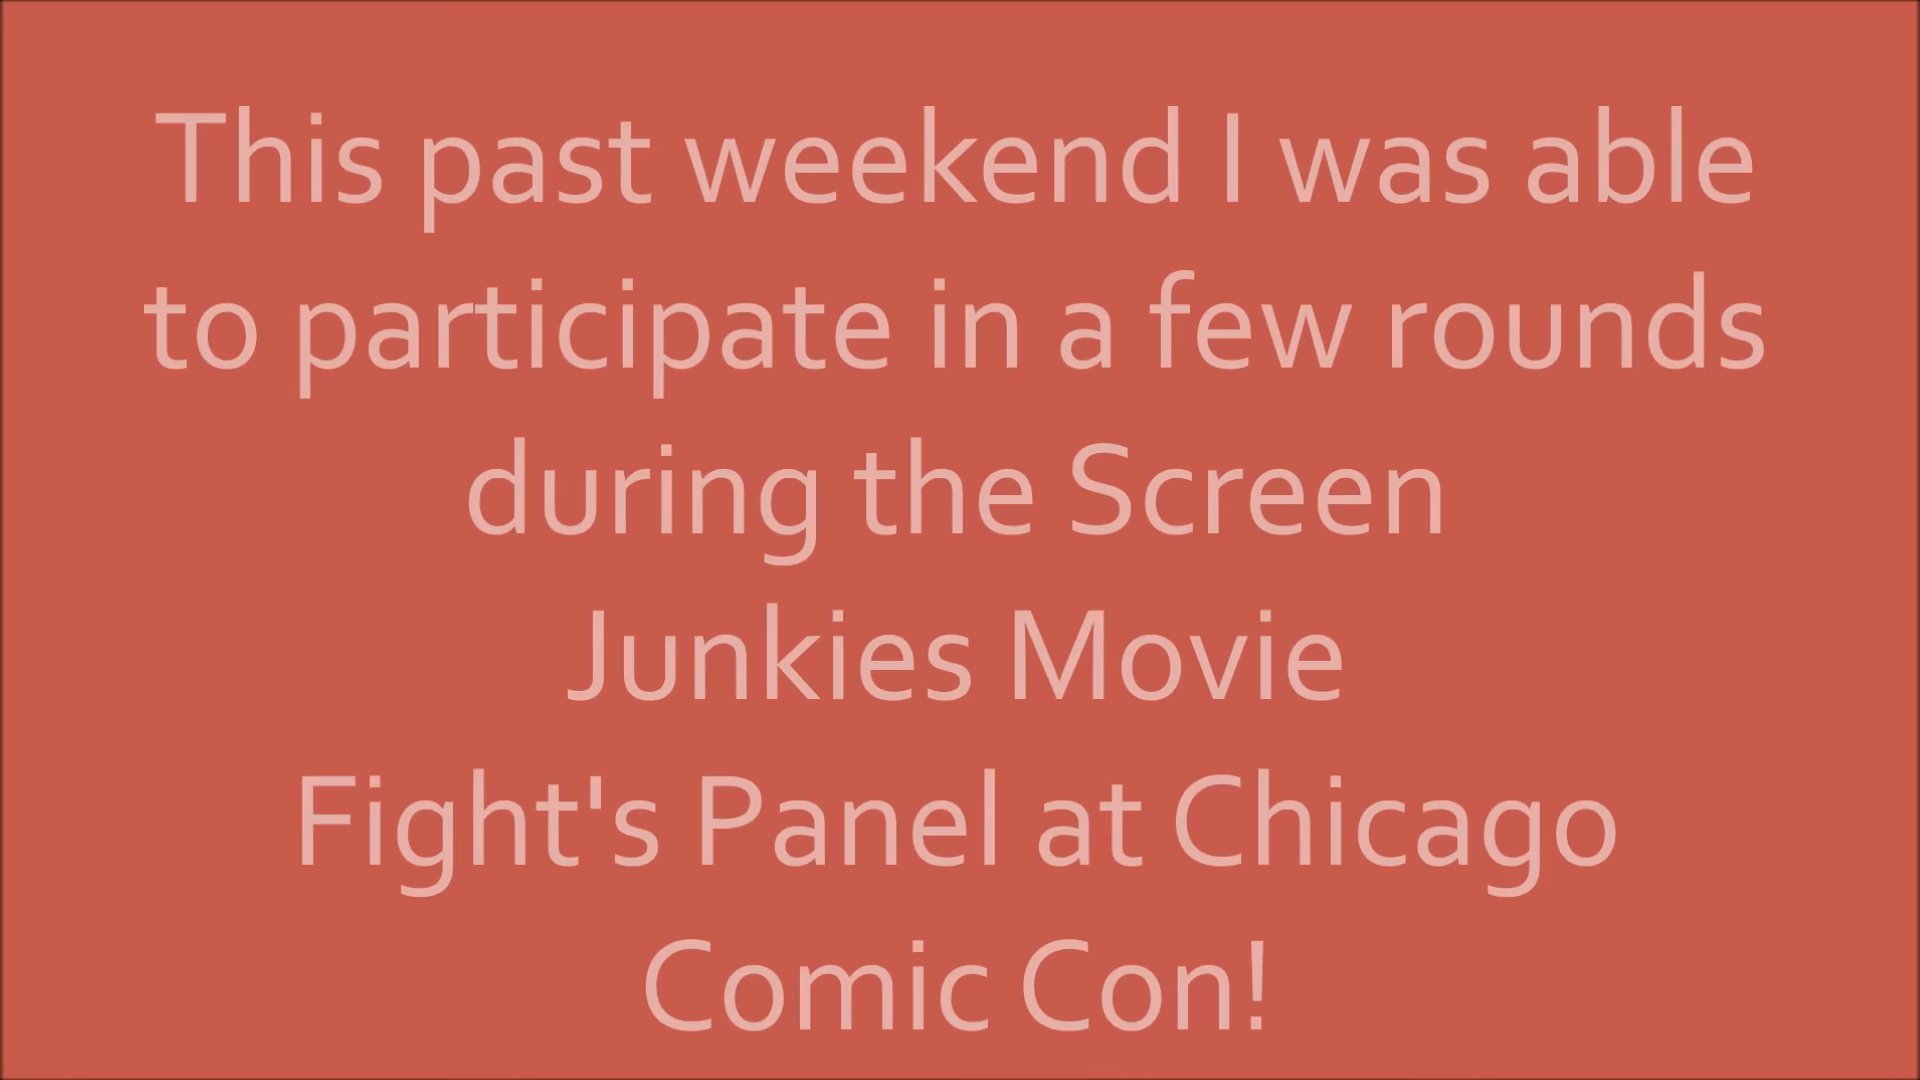 This past weekend I was able
to participate in a few rounds
during the Screen
Junkies Movie
Fight's Panel at Chicago
Comic Con!